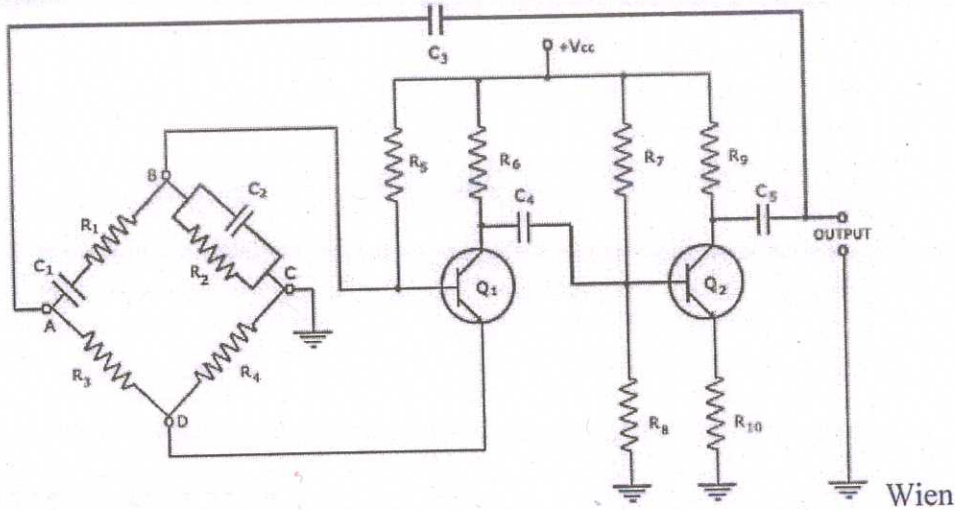 C₃
+Vcc
R₅ R₆ R₇ R₉
B
C₂
C₄ C₅
R₁
OUTPUT
C₁ R₂ C
Q₁ Q₂
A
R₃ R₄
D
R₈ R₁₀
Wien